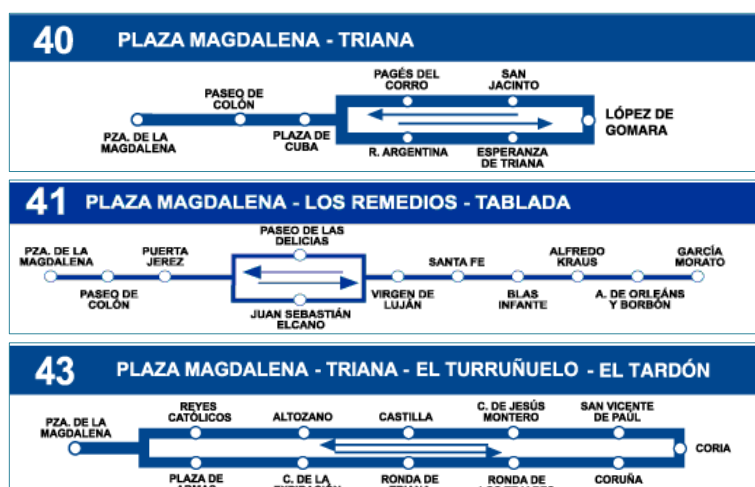 40 PLAZA MAGDALENA - TRIANA
PAGÉS DEL
CORRO
SAN
JACINTO
PASEO DE
COLÓN
PZA. DE LA
MAGDALENA
PLAZA DE
CUBA
LÓPEZ DE
GOMARA
R. ARGENTINA
ESPERANZA
DE TRIANA
41 PLAZA MAGDALENA - LOS REMEDIOS - TABLADA
PASEO DE LAS
DELICIAS
PZA. DE LA
MAGDALENA
PUERTA
JEREZ
SANTA FE
ALFREDO
KRAUS
GARCÍA
MORATO
PASEO DE
COLÓN
JUAN SEBASTIÁN
ELCANO
VIRGEN DE
LUJÁN
BLAS
INFANTE
A. DE ORLEÁNS
Y BORBÓN
43 PLAZA MAGDALENA - TRIANA - EL TURRUÑUELO - EL TARDÓN
PZA. DE LA
MAGDALENA
REYES
CATÓLICOS
ALTOZANO
CASTILLA
C. DE JESÚS
MONTERO
SAN VICENTE
DE PAÚL
CORIA
PLAZA DE
C. DE LA
RONDA DE
RONDA DE
CORUÑA